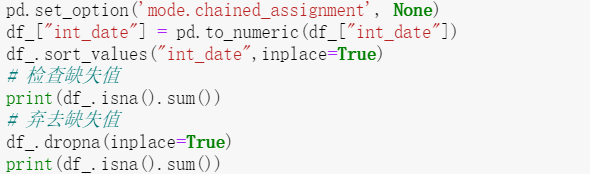 pd.set_option('mode.chained_assignment', None)
df_["int_date"] = pd.to_numeric(df_["int_date"])
df_.sort_values("int_date",inplace=True)
# 检查缺失值
print(df_.isna().sum())
# 弃去缺失值
df_.dropna(inplace=True)
print(df_.isna().sum())